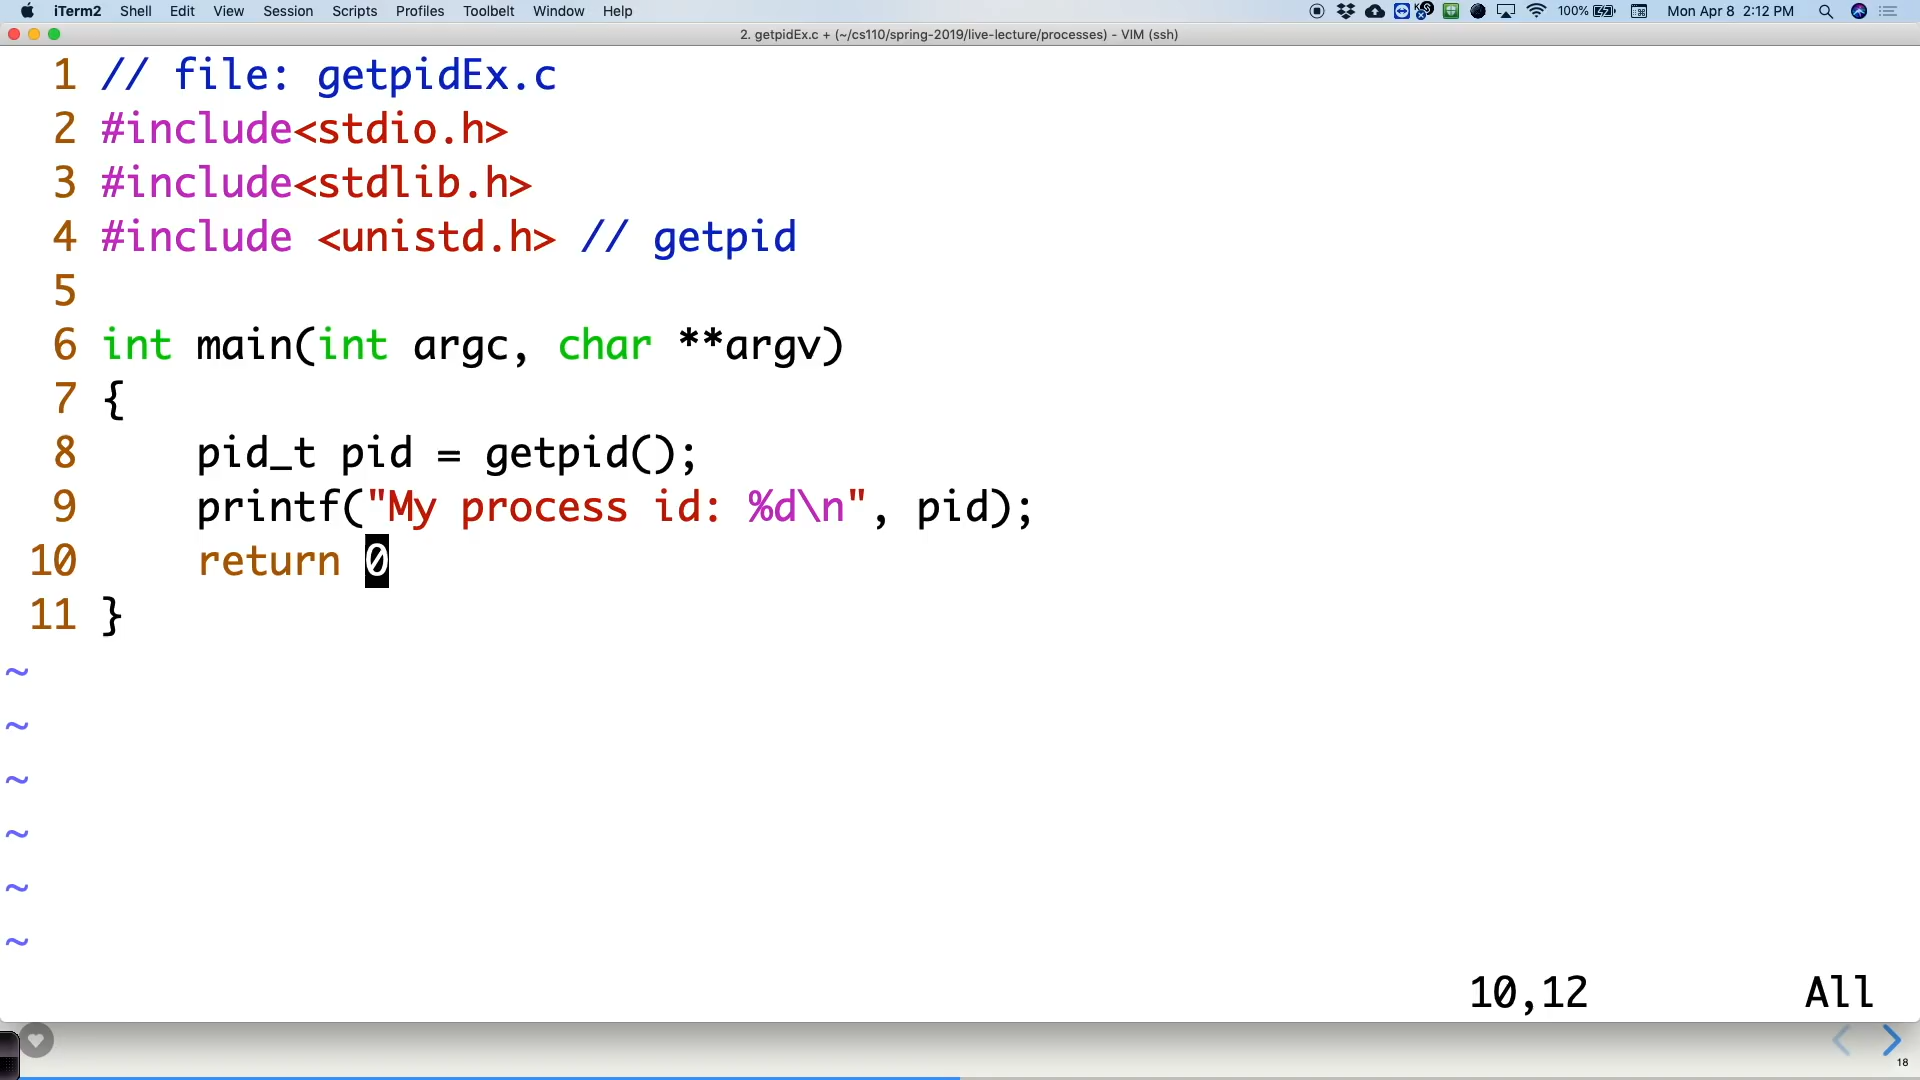 iTerm2 Shell Edit View Session Scripts Profiles Toolbelt Window Help 100% Mon Apr 8 2:12 PM
2. getpidEx.c + (~/cs110/spring-2019/live-lecture/processes) - VIM (ssh)
1 // file: getpidEx.c
2 #include<stdio.h>
3 #include<stdlib.h>
4 #include <unistd.h> // getpid
5
6 int main(int argc, char **argv)
7 {
8     pid_t pid = getpid();
9     printf("My process id: %d\n", pid);
10     return 0
11 }
~
~
~
~
~
~
10,12 All
18